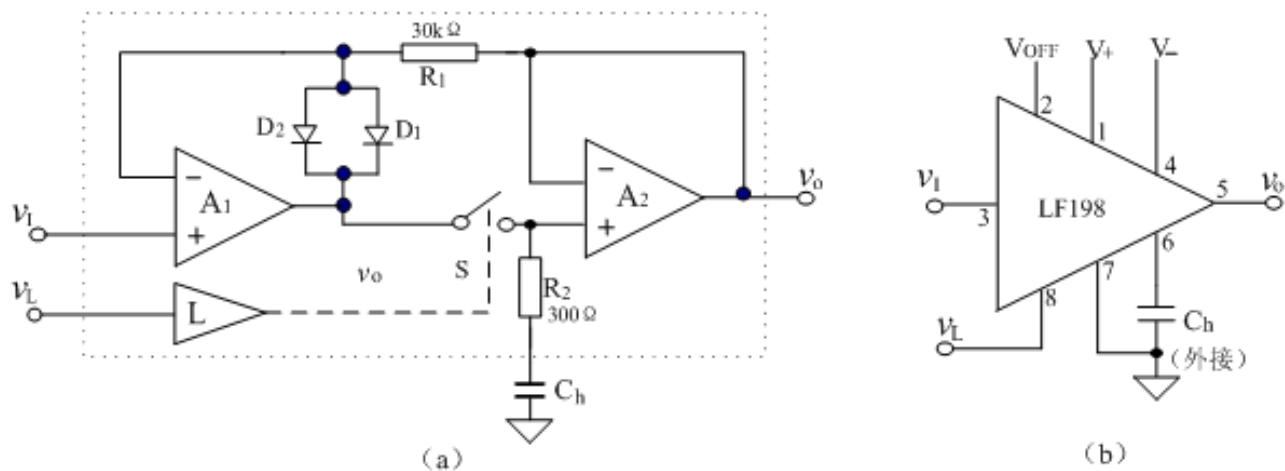 30kΩ
R1
D2
D1
−
A1
+
vI
vL
L
vo
S
−
A2
+
vo
R2
300Ω
Ch
(a)
VOFF
V+
V−
2
1
4
vI
3
LF198
5
vo
6
7
8
vL
Ch
(外接)
(b)